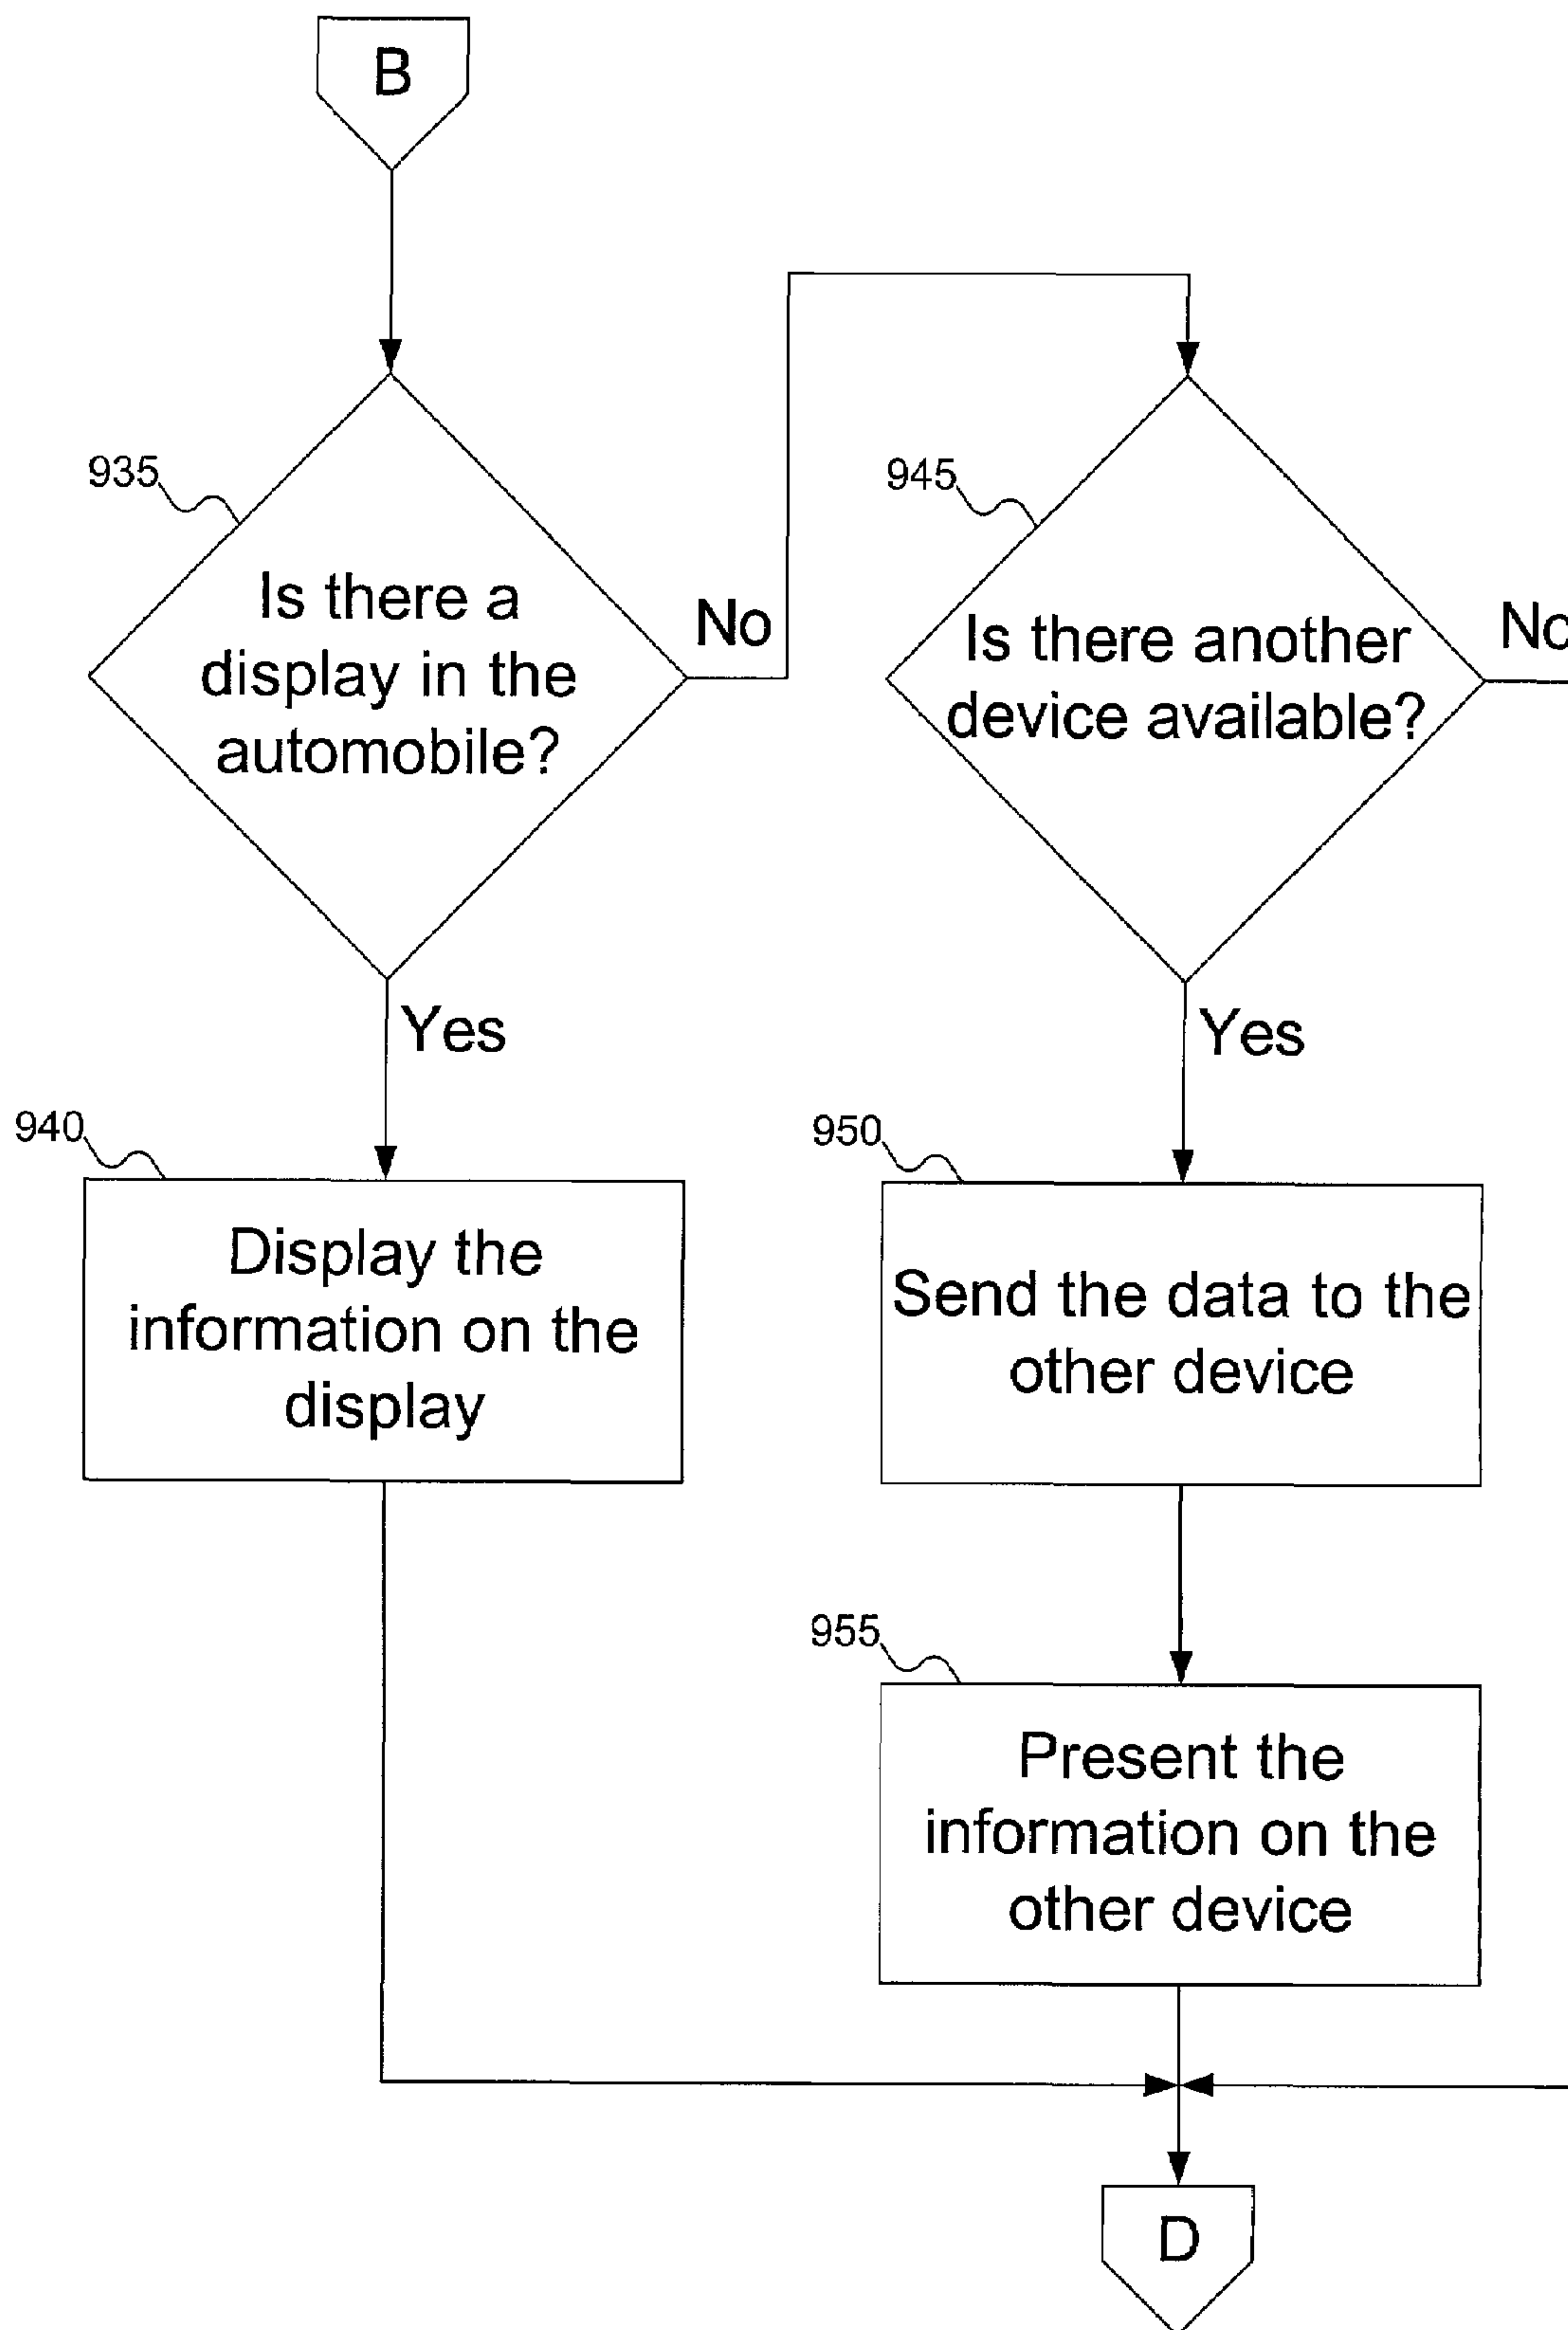 B
935
Is there a
display in the
automobile?
No
945
Is there another
device available?
Yes
Yes
940
Display the
information on the
display
950
Send the data to the
other device
955
Present the
information on the
other device
D